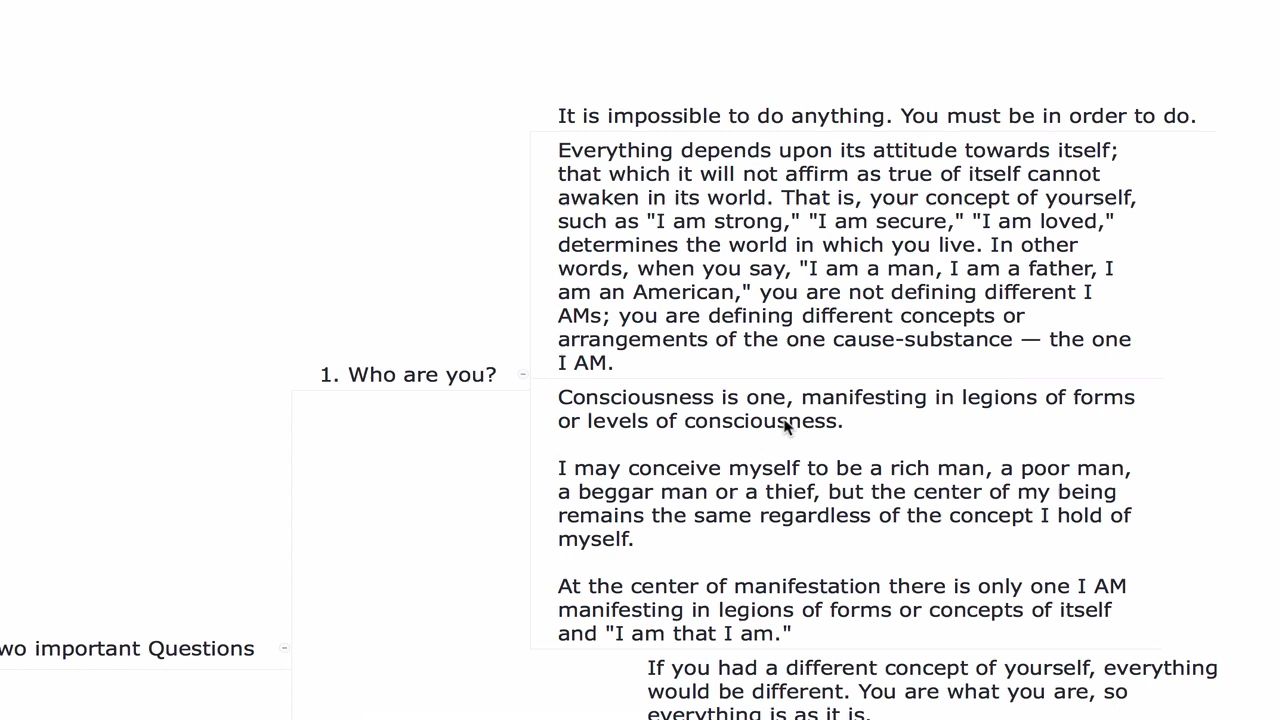 It is impossible to do anything. You must be in order to do.
Everything depends upon its attitude towards itself;
that which it will not affirm as true of itself cannot
awaken in its world. That is, your concept of yourself,
such as "I am strong," "I am secure," "I am loved,"
determines the world in which you live. In other
words, when you say, "I am a man, I am a father, I
am an American," you are not defining different I
AMs; you are defining different concepts or
arrangements of the one cause-substance — the one
I AM.
1. Who are you?
Consciousness is one, manifesting in legions of forms
or levels of consciousness.
I may conceive myself to be a rich man, a poor man,
a beggar man or a thief, but the center of my being
remains the same regardless of the concept I hold of
myself.
At the center of manifestation there is only one I AM
manifesting in legions of forms or concepts of itself
and "I am that I am."
wo important Questions
If you had a different concept of yourself, everything
would be different. You are what you are, so
everything is as it is.